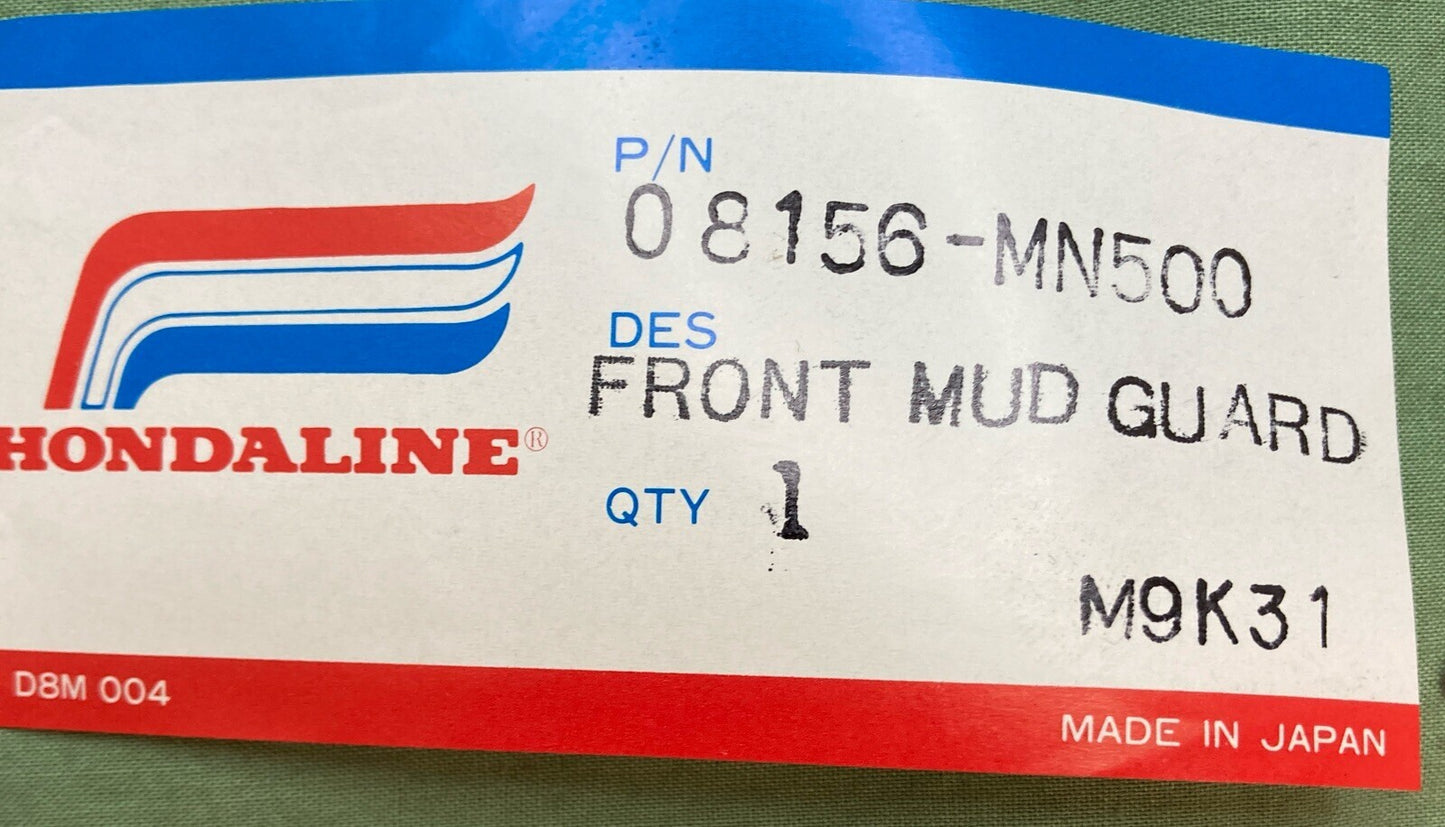 P/N
08156-MN500
DES
FRONT MUD GUARD
HONDALINE®
QTY 1
M9K31
D8M 004
MADE IN JAPAN